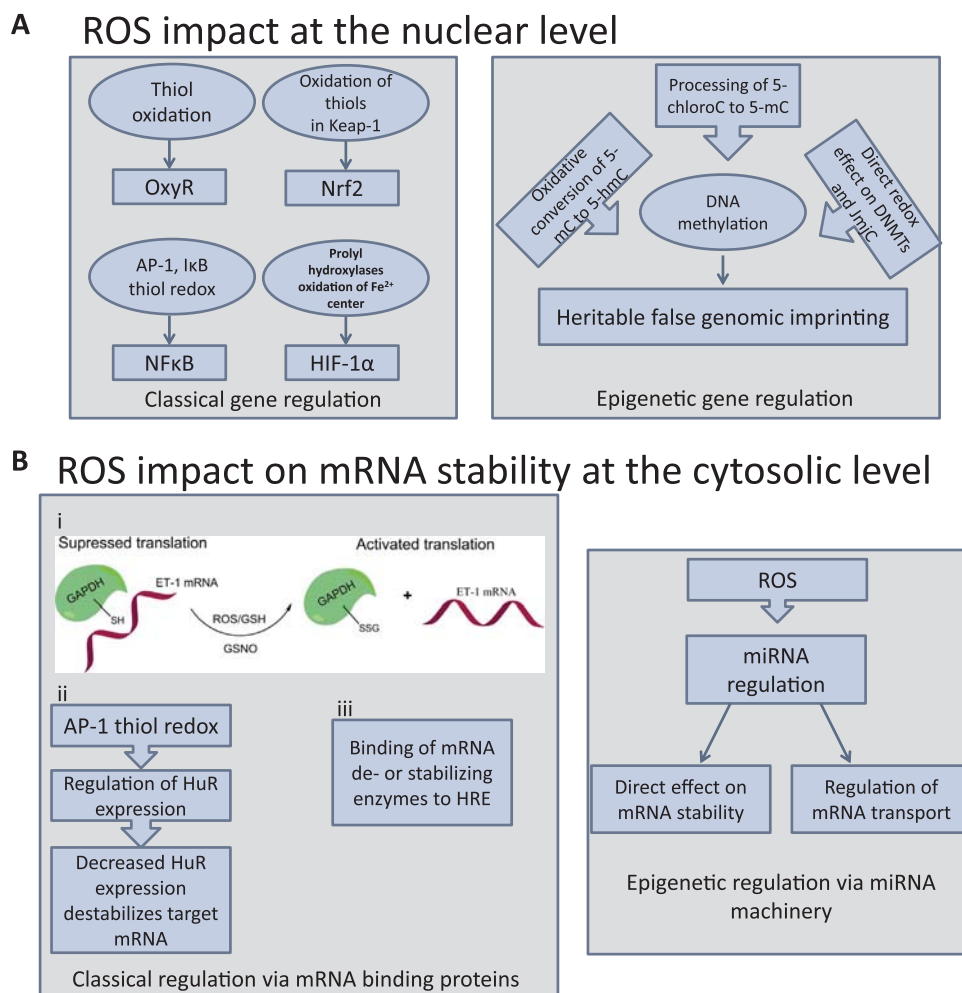 A
ROS impact at the nuclear level
Thiol
oxidation
OxyR
Oxidation of
thiols
in Keap-1
Nrf2
AP-1, IκB
thiol redox
NFκB
Prolyl
hydroxylases
oxidation of Fe²⁺
center
HIF-1α
Classical gene regulation
Processing of 5-
chloroC to 5-mC
Oxidative
conversion of 5-
mC to 5-hmC
DNA
methylation
Direct redox
effect on DNMTs
and JmjC
Heritable false genomic imprinting
Epigenetic gene regulation
B
ROS impact on mRNA stability at the cytosolic level
i
Supressed translation
Activated translation
GAPDH
SH
ET-1 mRNA
ROS/GSH
GSNO
GAPDH
SSG
+
ET-1 mRNA
ii
AP-1 thiol redox
Regulation of HuR
expression
Decreased HuR
expression
destabilizes target
mRNA
iii
Binding of mRNA
de- or stabilizing
enzymes to HRE
Classical regulation via mRNA binding proteins
ROS
miRNA
regulation
Direct effect on
mRNA stability
Regulation of
mRNA transport
Epigenetic regulation via miRNA
machinery